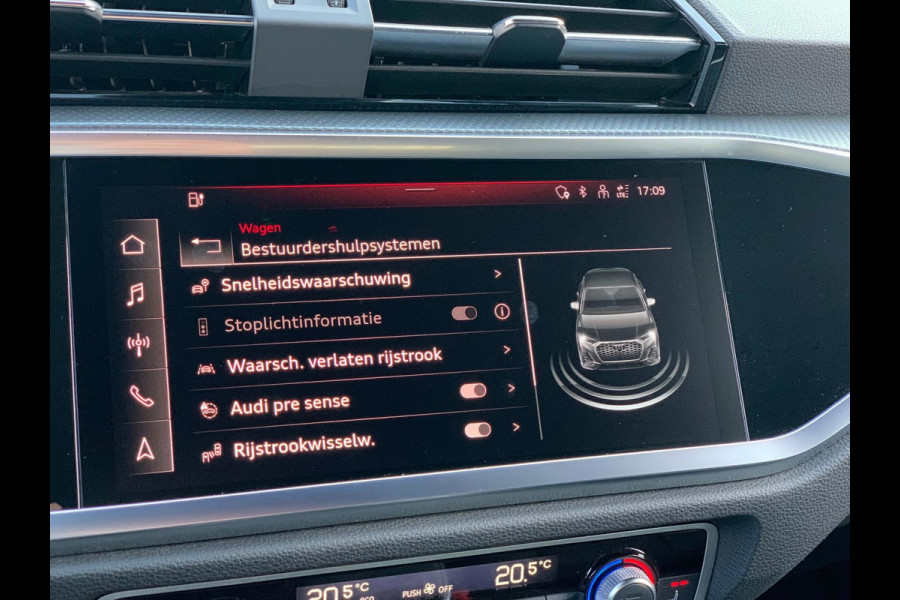 LTE 17:09
Wagen
Bestuurdershulpsystemen
Snelheidswaarschuwing
Stoplichtinformatie
Waarsch. verlaten rijstrook
Audi pre sense
Rijstrookwisselw.
20.5°C PUSH OFF 20.5°C